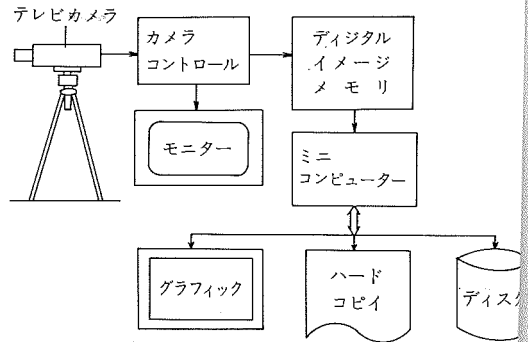 テレビカメラ
カメラ
コントロール
ディジタル
イメージ
メモリ
モニター
ミニ
コンピューター
グラフィック
ハード
コピイ
ディスク